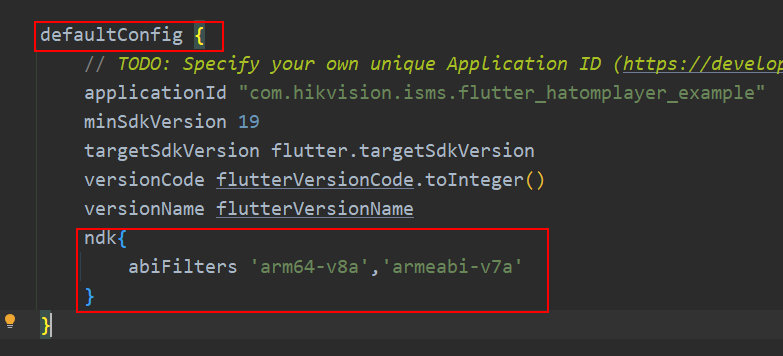 defaultConfig {
// TODO: Specify your own unique Application ID (https://develop
applicationId "com.hikvision.isms.flutter_hatomplayer_example"
minSdkVersion 19
targetSdkVersion flutter.targetSdkVersion
versionCode flutterVersionCode.toInteger()
versionName flutterVersionName
ndk{
abiFilters 'arm64-v8a','armeabi-v7a'
}
}